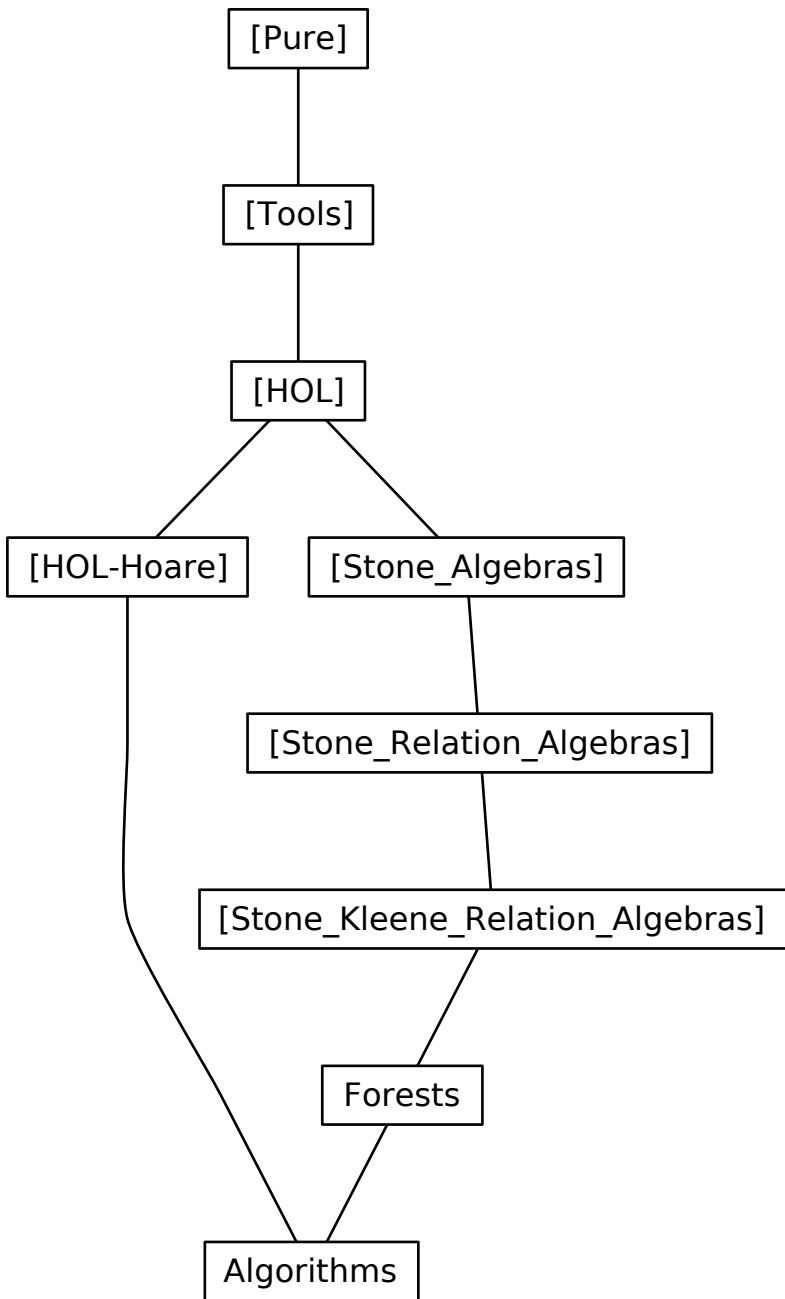 [Pure]
[Tools]
[HOL]
[HOL-Hoare]
[Stone_Algebras]
[Stone_Relation_Algebras]
[Stone_Kleene_Relation_Algebras]
Forests
Algorithms